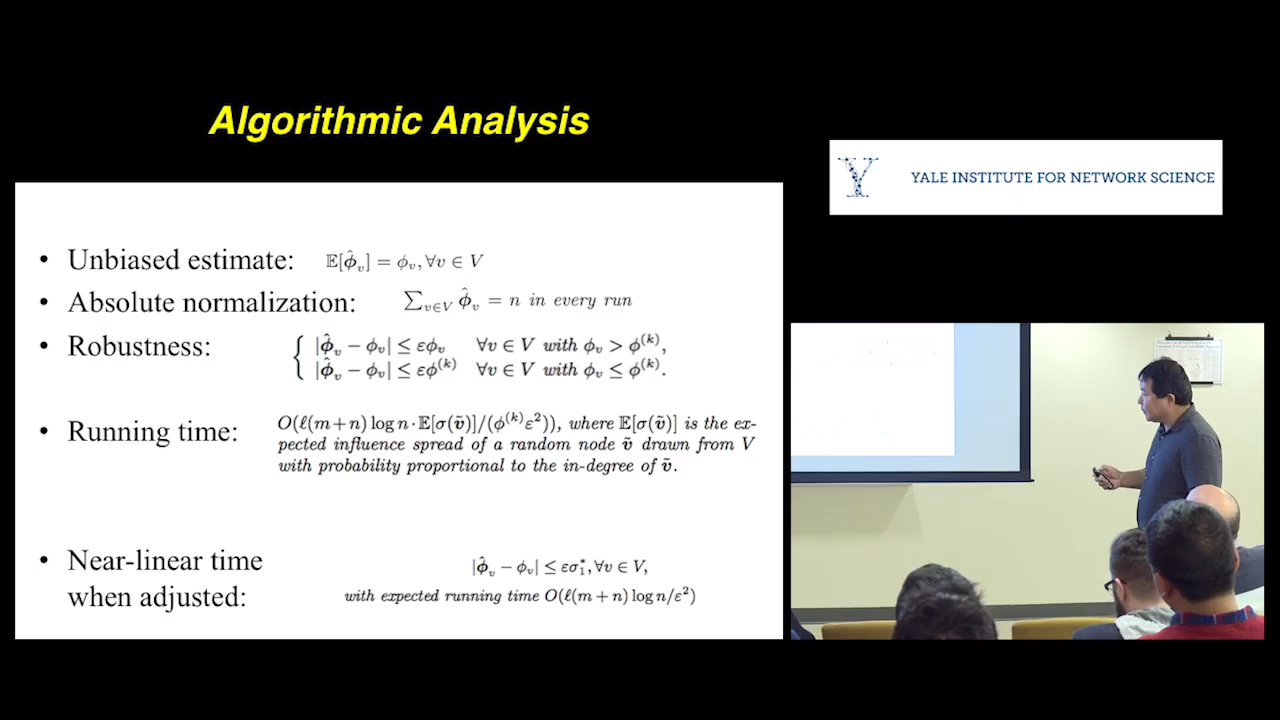 Algorithmic Analysis
YALE INSTITUTE FOR NETWORK SCIENCE
• Unbiased estimate: 𝔼[ϕ̂_v] = ϕ_v, ∀v ∈ V
• Absolute normalization: ∑_{v∈V} ϕ̂_v = n in every run
• Robustness: { |ϕ̂_v − ϕ_v| ≤ εϕ_v ∀v ∈ V with ϕ_v > ϕ^(k),
|ϕ̂_v − ϕ_v| ≤ εϕ^(k) ∀v ∈ V with ϕ_v ≤ ϕ^(k).
• Running time: O(ℓ(m+n) log n · 𝔼[σ(ṽ)]/(ϕ^(k)ε²)), where 𝔼[σ(ṽ)] is the ex-
pected influence spread of a random node ṽ drawn from V
with probability proportional to the in-degree of ṽ.
• Near-linear time
when adjusted:
|ϕ̂_v − ϕ_v| ≤ εσ₁*, ∀v ∈ V,
with expected running time O(ℓ(m + n) log n/ε²)